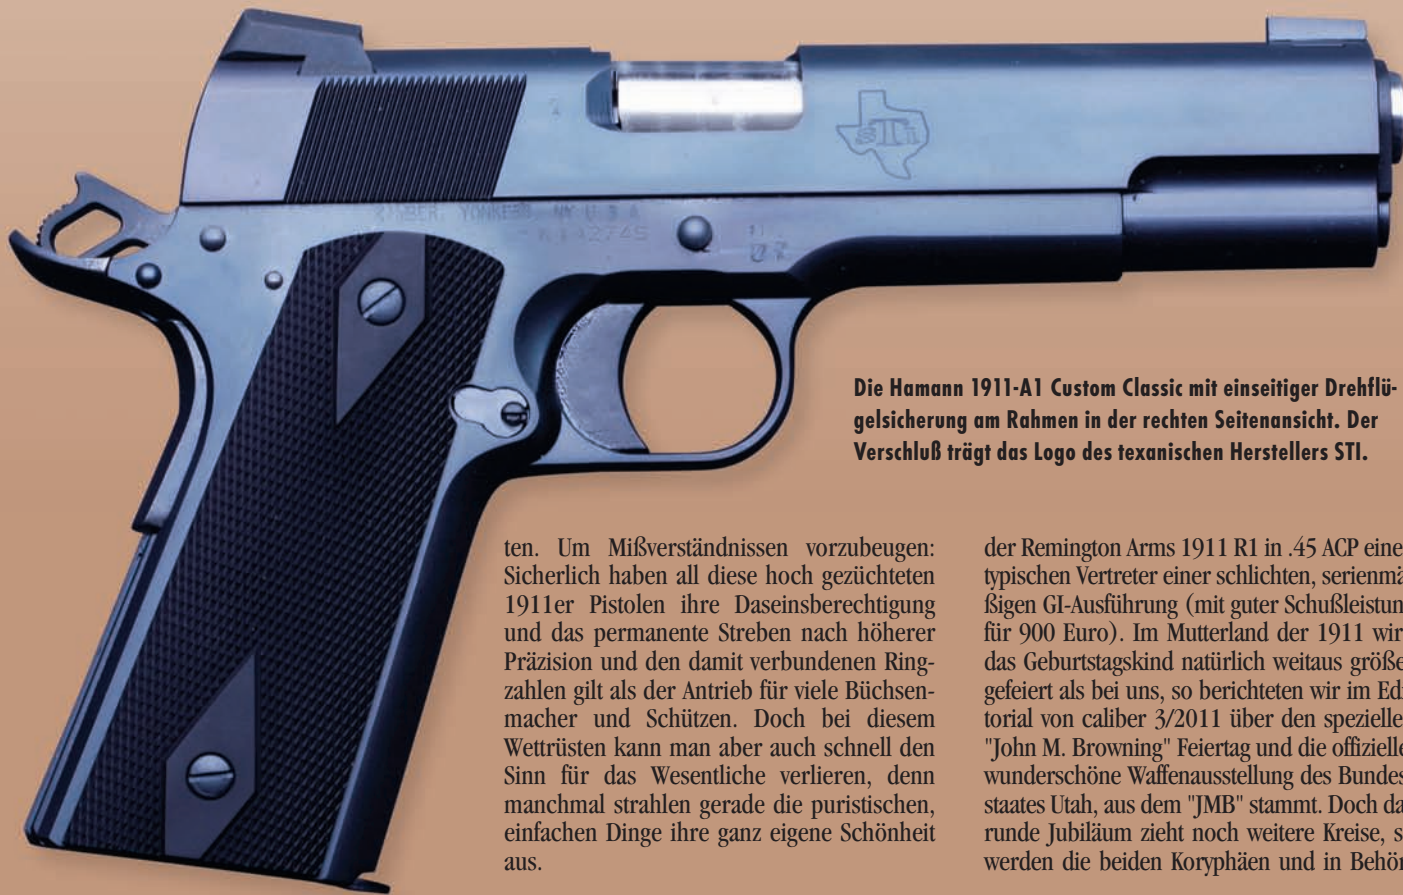 STI
KIMBER, YONKERS, NY U S A
Die Hamann 1911-A1 Custom Classic mit einseitiger Drehflü-
gelsicherung am Rahmen in der rechten Seitenansicht. Der
Verschluß trägt das Logo des texanischen Herstellers STI.
ten. Um Mißverständnissen vorzubeugen:
Sicherlich haben all diese hoch gezüchteten
1911er Pistolen ihre Daseinsberechtigung
und das permanente Streben nach höherer
Präzision und den damit verbundenen Ring-
zahlen gilt als der Antrieb für viele Büchsen-
macher und Schützen. Doch bei diesem
Wettrüsten kann man aber auch schnell den
Sinn für das Wesentliche verlieren, denn
manchmal strahlen gerade die puristischen,
einfachen Dinge ihre ganz eigene Schönheit
aus.
der Remington Arms 1911 R1 in .45 ACP eine
typischen Vertreter einer schlichten, serienmä
ßigen GI-Ausführung (mit guter Schußleistun
für 900 Euro). Im Mutterland der 1911 wir
das Geburtstagskind natürlich weitaus größe
gefeiert als bei uns, so berichteten wir im Edi
torial von caliber 3/2011 über den spezielle
"John M. Browning" Feiertag und die offizielle
wunderschöne Waffenausstellung des Bundes
staates Utah, aus dem "JMB" stammt. Doch da
runde Jubiläum zieht noch weitere Kreise, s
werden die beiden Koryphäen und in Behör